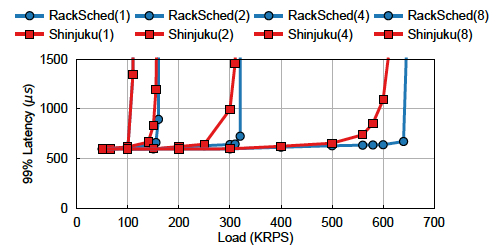 RackSched(1) RackSched(2) RackSched(4) RackSched(8)
Shinjuku(1) Shinjuku(2) Shinjuku(4) Shinjuku(8)
99% Latency (µs)
1500
1000
500
0
0 100 200 300 400 500 600 700
Load (KRPS)